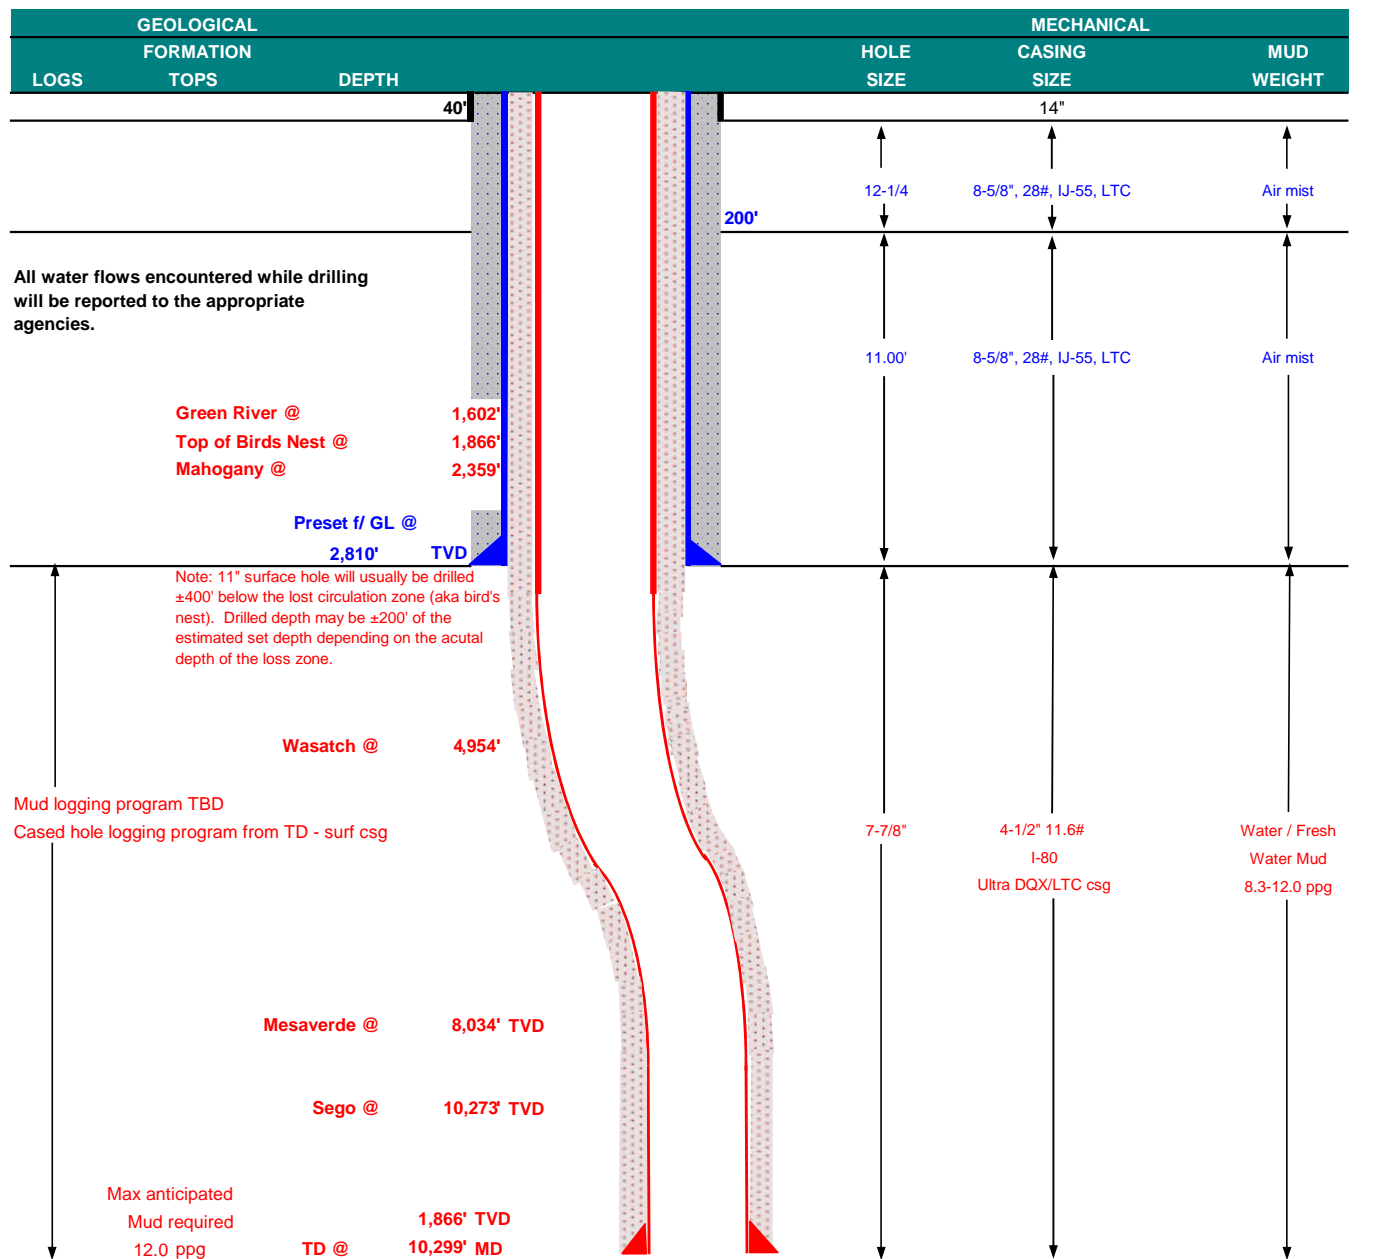 GEOLOGICAL MECHANICAL
FORMATION HOLE CASING MUD
LOGS TOPS DEPTH SIZE SIZE WEIGHT
40' 14"
12-1/4 8-5/8", 28#, IJ-55, LTC Air mist
200'
All water flows encountered while drilling
will be reported to the appropriate
agencies.
11.00' 8-5/8", 28#, IJ-55, LTC Air mist
Green River @ 1,602'
Top of Birds Nest @ 1,866'
Mahogany @ 2,359'
Preset f/ GL @
2,810' TVD
Note: 11" surface hole will usually be drilled
±400' below the lost circulation zone (aka bird's
nest). Drilled depth may be ±200' of the
estimated set depth depending on the acutal
depth of the loss zone.
Wasatch @ 4,954'
Mud logging program TBD
Cased hole logging program from TD - surf csg
7-7/8" 4-1/2" 11.6# Water / Fresh
I-80 Water Mud
Ultra DQX/LTC csg 8.3-12.0 ppg
Mesaverde @ 8,034' TVD
Sego @ 10,273' TVD
Max anticipated
Mud required 1,866' TVD
12.0 ppg TD @ 10,299' MD